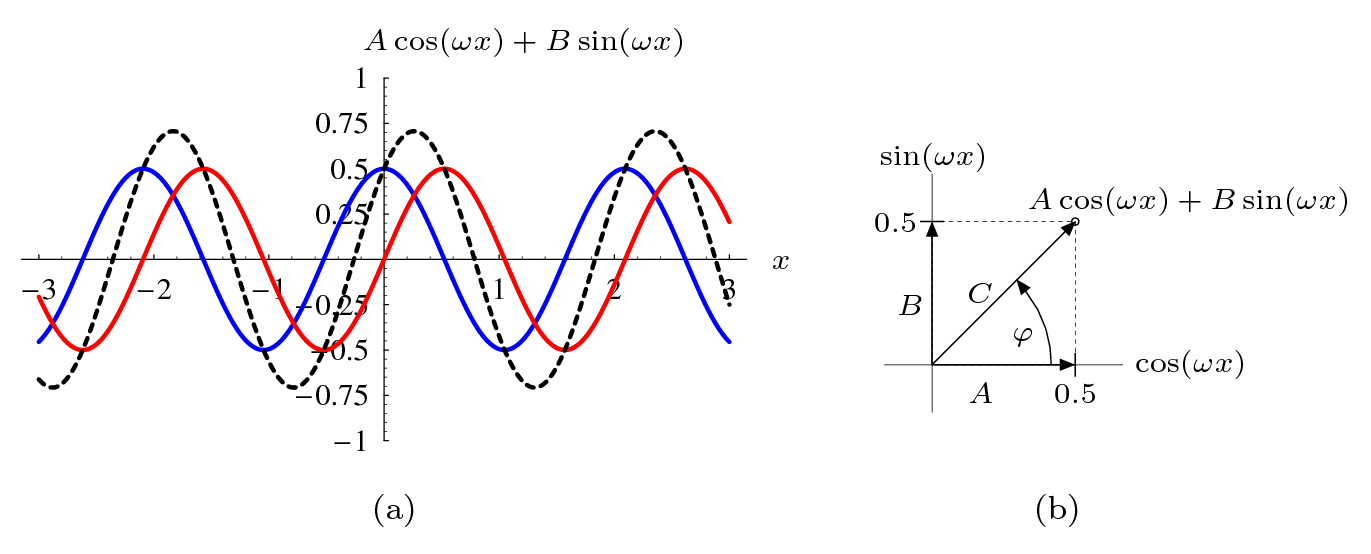 A cos(ωx) + B sin(ωx)
1
0.75
0.5
0.25
−3 −2 −1 1 2 3 x
−0.25
−0.5
−0.75
−1
(a)
sin(ωx)
A cos(ωx) + B sin(ωx)
0.5
B C
φ
cos(ωx)
A 0.5
(b)